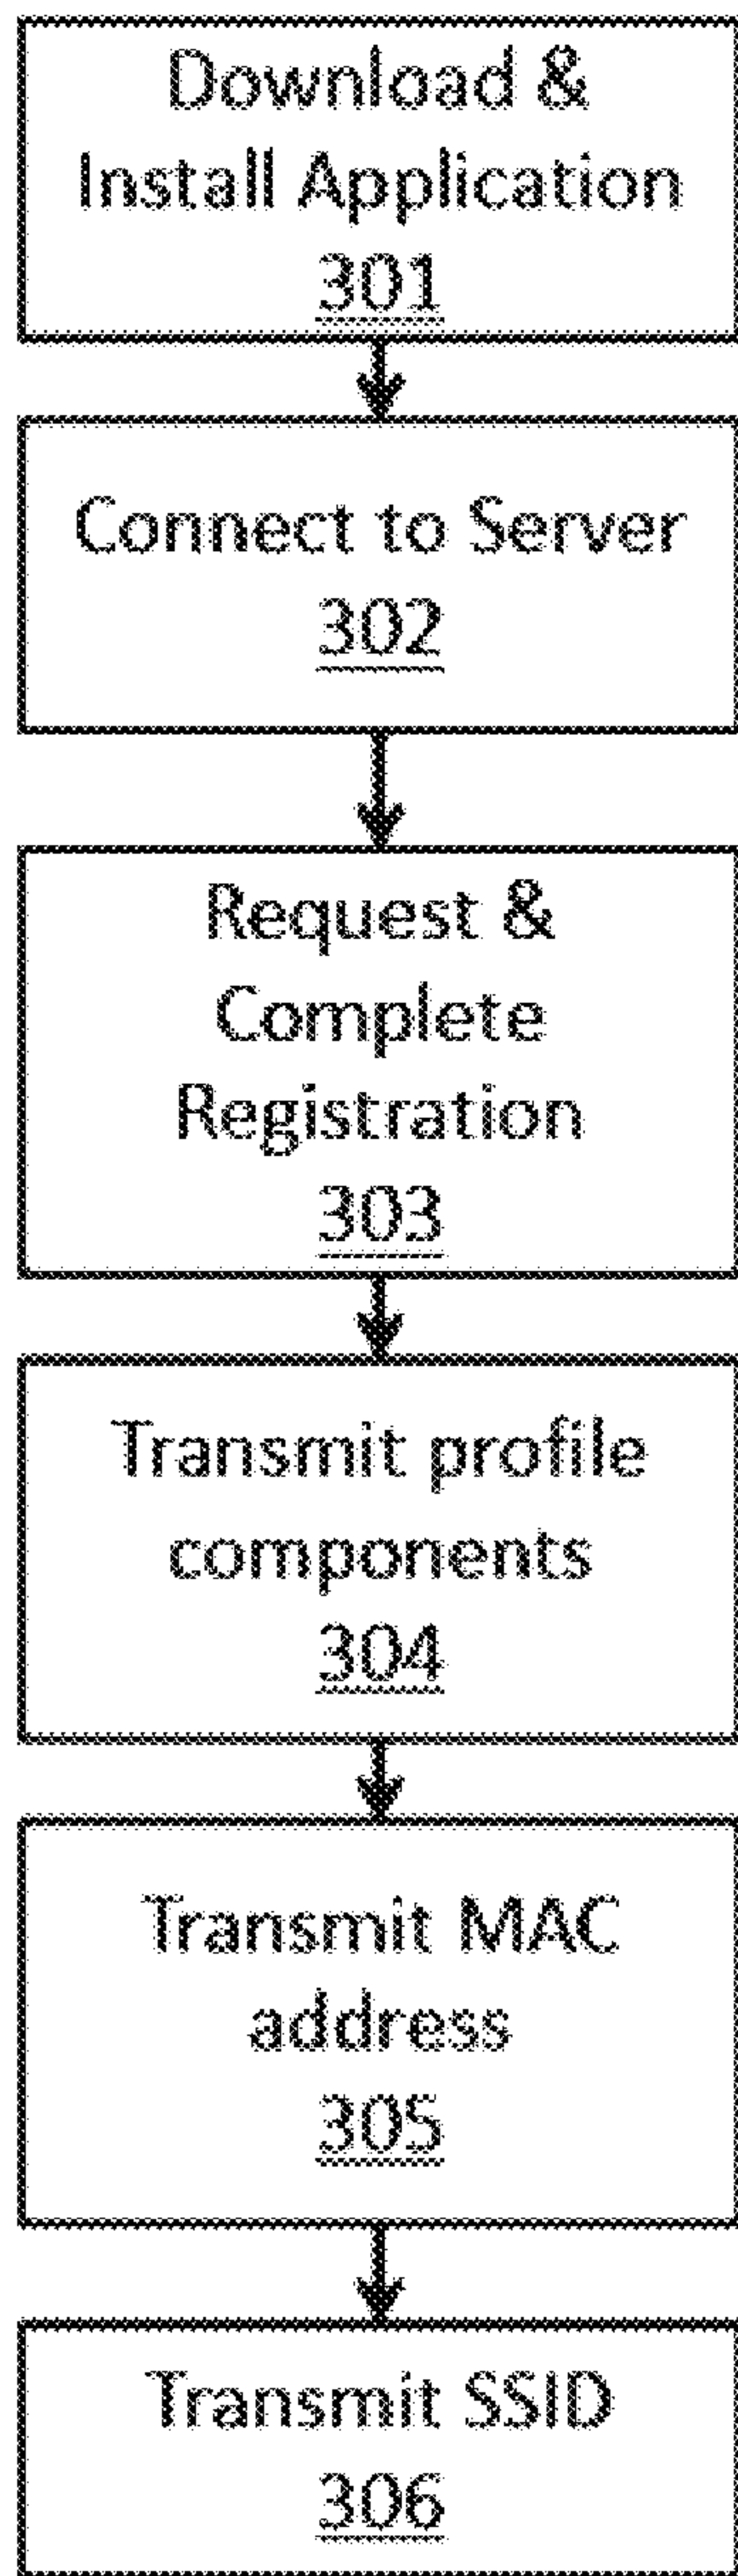 Download &
Install Application
301
Connect to Server
302
Request &
Complete
Registration
303
Transmit profile
components
304
Transmit MAC
address
305
Transmit SSID
306